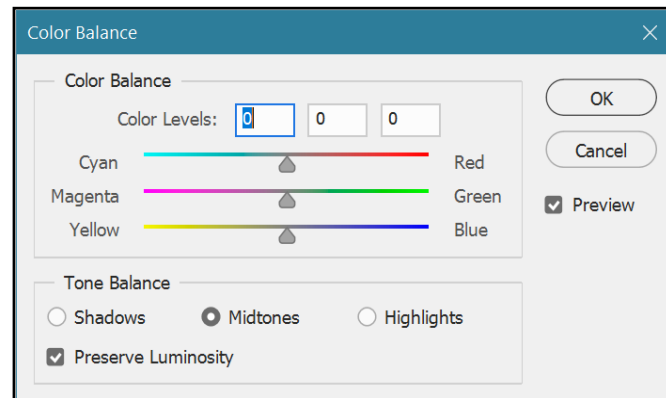 Color Balance
Color Balance
Color Levels: 0 0 0
OK
Cyan Red
Cancel
Magenta Green
Preview
Yellow Blue
Tone Balance
Shadows Midtones Highlights
Preserve Luminosity